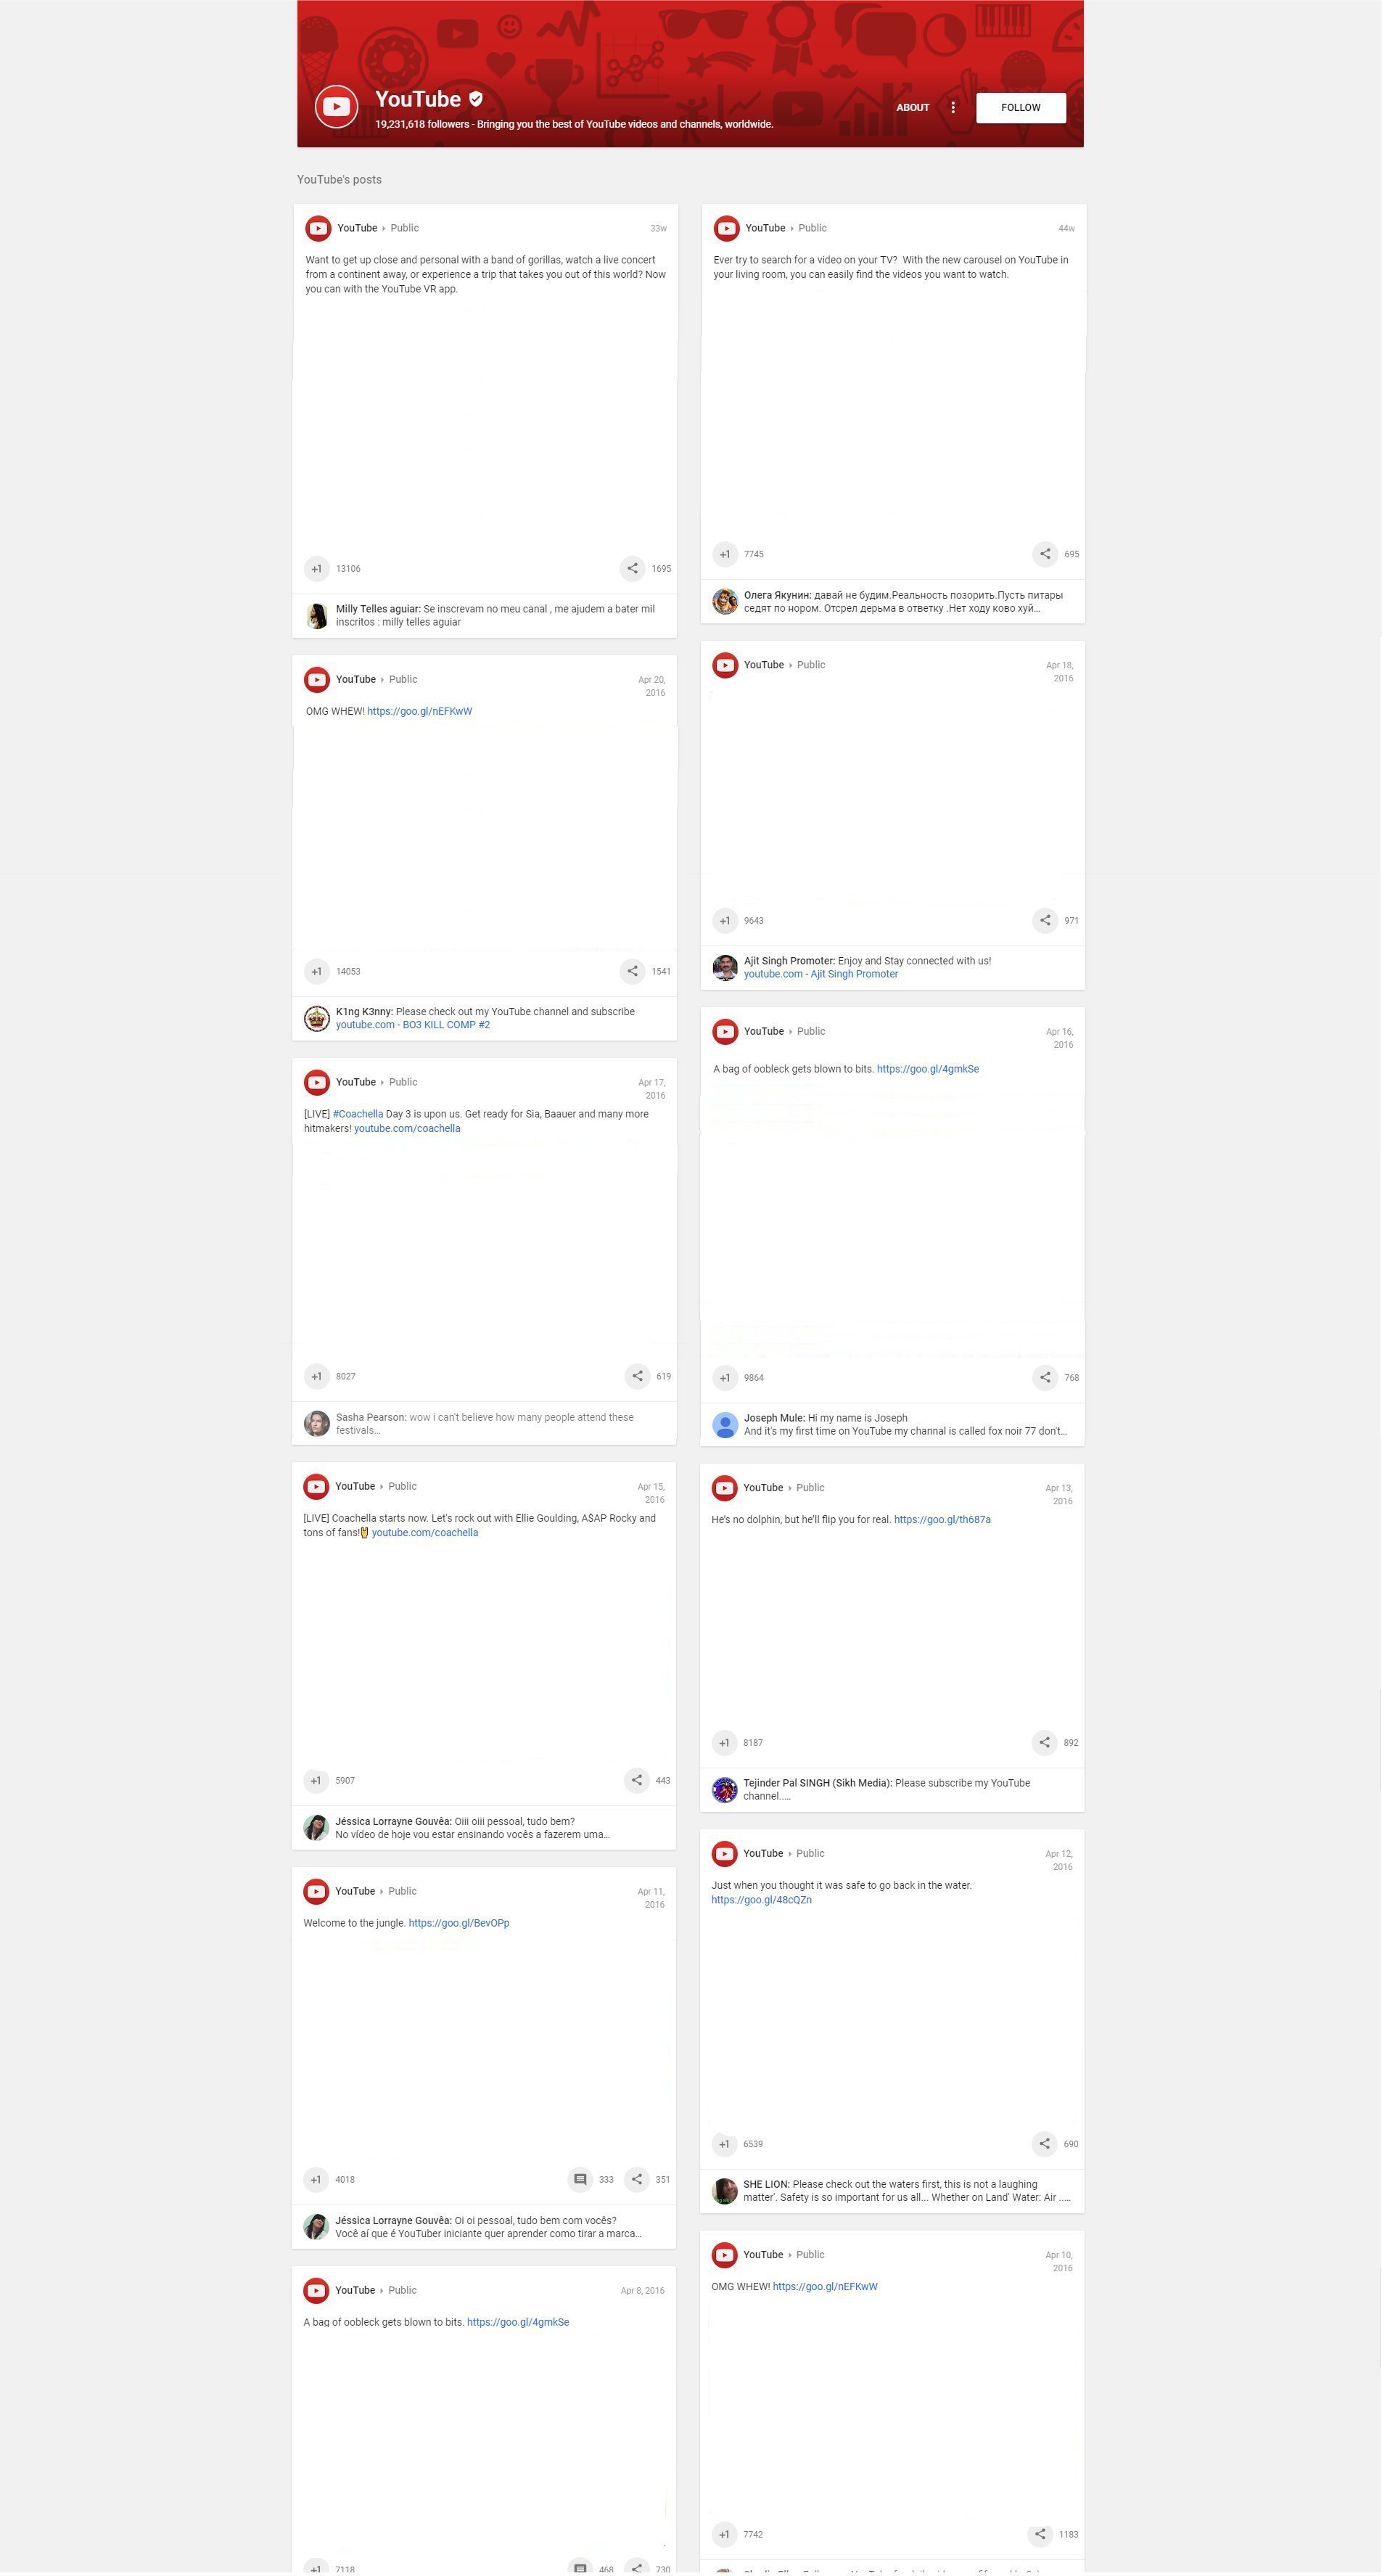 YouTube
19,231,618 followers - Bringing you the best of YouTube videos and channels, worldwide.
ABOUT
FOLLOW
YouTube's posts
YouTube Public
33w
Want to get up close and personal with a band of gorillas, watch a live concert
from a continent away, or experience a trip that takes you out of this world? Now
you can with the YouTube VR app.
+1 13106
1695
Milly Telles aguiar: Se inscrevam no meu canal , me ajudem a bater mil
inscritos : milly telles aguiar
YouTube Public
Apr 20,
2016
OMG WHEW! https://goo.gl/nEFKwW
+1 14053
1541
K1ng K3nny: Please check out my YouTube channel and subscribe
youtube.com - BO3 KILL COMP #2
YouTube Public
Apr 17,
2016
[LIVE] #Coachella Day 3 is upon us. Get ready for Sia, Baauer and many more
hitmakers! youtube.com/coachella
+1 8027
619
Sasha Pearson: wow i can't believe how many people attend these
festivals…
YouTube Public
Apr 15,
2016
[LIVE] Coachella starts now. Let's rock out with Ellie Goulding, A$AP Rocky and
tons of fans!🤘 youtube.com/coachella
+1 5907
443
Jéssica Lorrayne Gouvêa: Oiii oiii pessoal, tudo bem?
No vídeo de hoje vou estar ensinando vocês a fazerem uma…
YouTube Public
Apr 11,
2016
Welcome to the jungle. https://goo.gl/BevOPp
+1 4018
333
351
Jéssica Lorrayne Gouvêa: Oi oi pessoal, tudo bem com vocês?
Você aí que é YouTuber iniciante quer aprender como tirar a marca…
YouTube Public
Apr 8, 2016
A bag of oobleck gets blown to bits. https://goo.gl/4gmkSe
+1 7118
468
730
YouTube Public
44w
Ever try to search for a video on your TV? With the new carousel on YouTube in
your living room, you can easily find the videos you want to watch.
+1 7745
695
Олега Якунин: давай не будим.Реальность позорить.Пусть питары
седят по нором. Отсрел дерьма в ответку .Нет ходу ково хуй…
YouTube Public
Apr 18,
2016
+1 9643
971
Ajit Singh Promoter: Enjoy and Stay connected with us!
youtube.com - Ajit Singh Promoter
YouTube Public
Apr 16,
2016
A bag of oobleck gets blown to bits. https://goo.gl/4gmkSe
+1 9864
768
Joseph Mule: Hi my name is Joseph
And it's my first time on YouTube my channal is called fox noir 77 don't…
YouTube Public
Apr 13,
2016
He's no dolphin, but he'll flip you for real. https://goo.gl/th687a
+1 8187
892
Tejinder Pal SINGH (Sikh Media): Please subscribe my YouTube
channel.….
YouTube Public
Apr 12,
2016
Just when you thought it was safe to go back in the water.
https://goo.gl/48cQZn
+1 6539
690
SHE LION: Please check out the waters first, this is not a laughing
matter'. Safety is so important for us all... Whether on Land' Water: Air ..…
YouTube Public
Apr 10,
2016
OMG WHEW! https://goo.gl/nEFKwW
+1 7742
1183